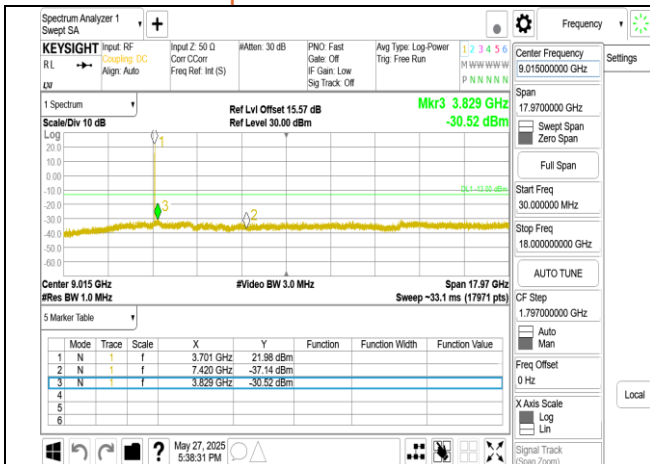 Spectrum Analyzer 1
Swept SA
Frequency
KEYSIGHT
RL
Input: RF
Coupling: DC
Align: Auto
Input Z: 50 Ω
Corr CCorr
Freq Ref: Int (S)
#Atten: 30 dB
PNO: Fast
Gate: Off
IF Gain: Low
Sig Track: Off
Avg Type: Log-Power
Trig: Free Run
1 2 3 4 5 6
M W W W W W
P N N N N N
LXI
1 Spectrum
Scale/Div 10 dB
Ref Lvl Offset 15.57 dB
Ref Level 30.00 dBm
Mkr3 3.829 GHz
-30.52 dBm
Log
20.0
10.0
0.00
-10.0
-20.0
-30.0
-40.0
-50.0
-60.0
1
3
2
DL1 -13.00 dBm
Center 9.015 GHz
#Video BW 3.0 MHz
Span 17.97 GHz
#Res BW 1.0 MHz
Sweep ~33.1 ms (17971 pts)
5 Marker Table
Mode Trace Scale X Y Function Function Width Function Value
1 N 1 f 3.701 GHz 21.98 dBm
2 N 1 f 7.420 GHz -37.14 dBm
3 N 1 f 3.829 GHz -30.52 dBm
4
5
6
May 27, 2025
5:38:31 PM
Center Frequency
9.015000000 GHz
Settings
Span
17.9700000 GHz
Swept Span
Zero Span
Full Span
Start Freq
30.000000 MHz
Stop Freq
18.000000000 GHz
AUTO TUNE
CF Step
1.797000000 GHz
Auto
Man
Freq Offset
0 Hz
X Axis Scale
Log
Lin
Local
Signal Track
(Span Zoom)